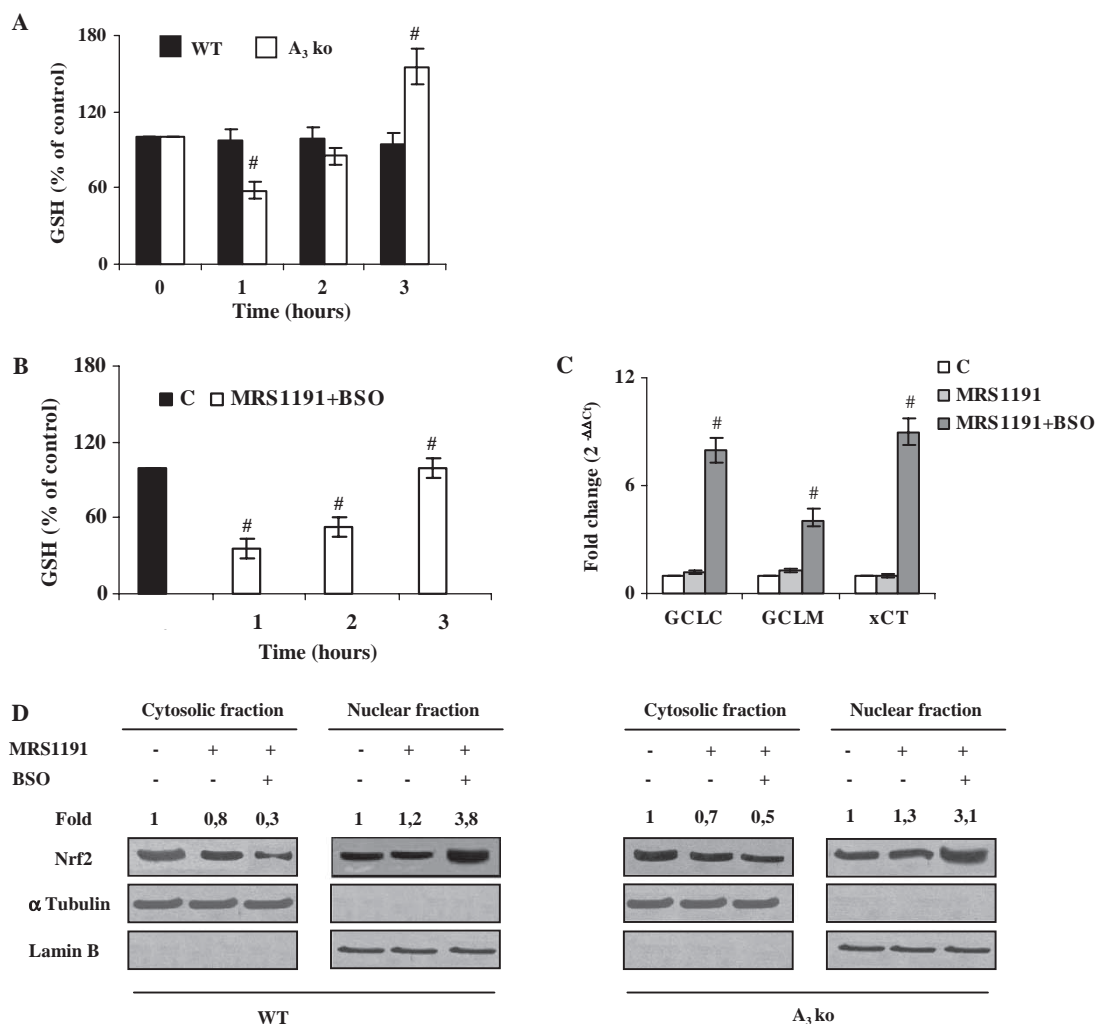 A
180
120
60
0
GSH (% of control)
WT
A₃ ko
#
#
0 1 2 3
Time (hours)
B
180
120
60
0
GSH (% of control)
C MRS1191+BSO
#
#
#
1 2 3
Time (hours)
C
12
6
0
Fold change (2 -ΔΔCt)
C
MRS1191
MRS1191+BSO
#
#
#
GCLC GCLM xCT
D
Cytosolic fraction Nuclear fraction Cytosolic fraction Nuclear fraction
MRS1191 - + + - + + - + + - + +
BSO - - + - - + - - + - - +
Fold 1 0,8 0,3 1 1,2 3,8 1 0,7 0,5 1 1,3 3,1
Nrf2
α Tubulin
Lamin B
WT A₃ ko